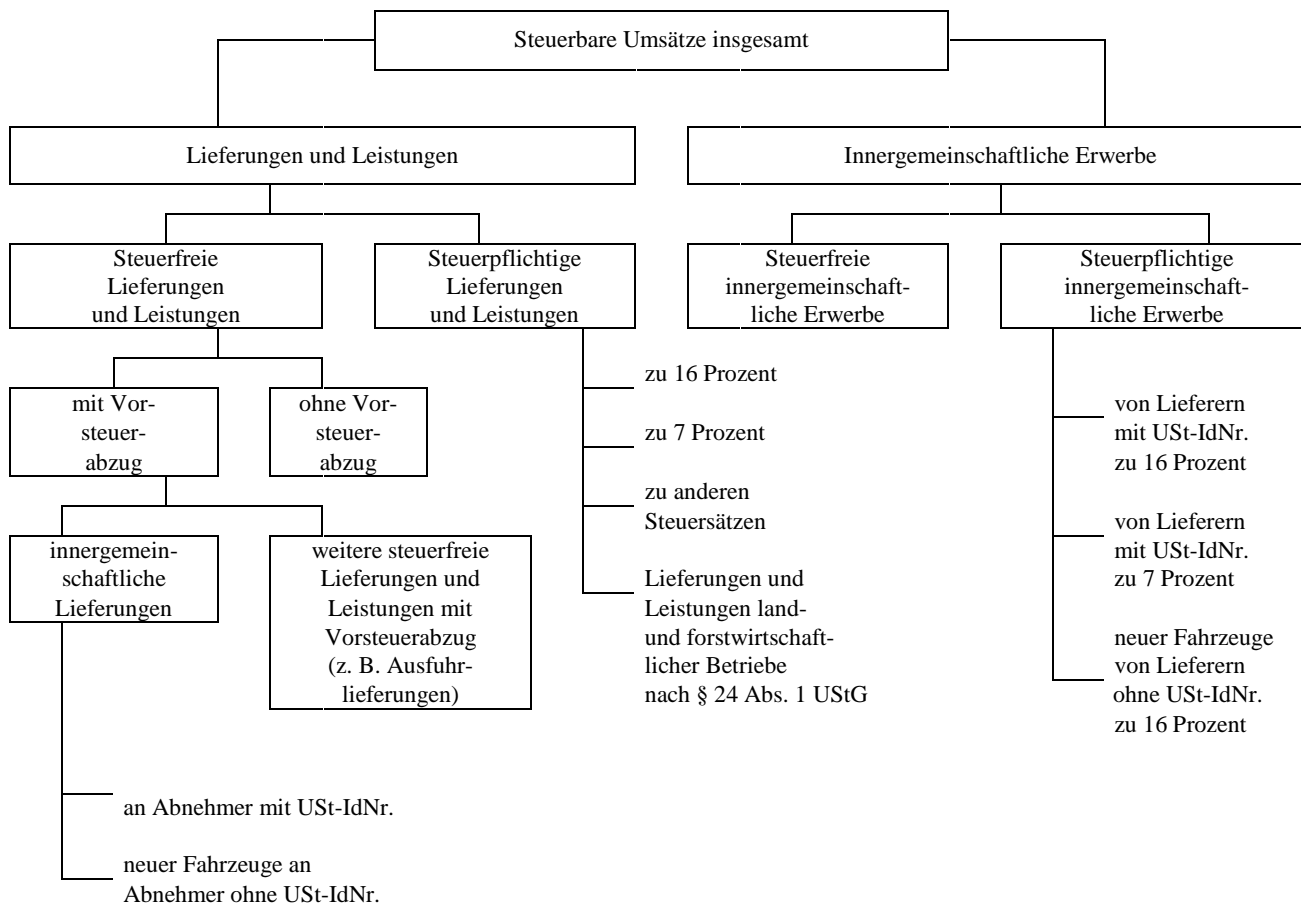 Steuerbare Umsätze insgesamt
Lieferungen und Leistungen
Innergemeinschaftliche Erwerbe
Steuerfreie
Lieferungen
und Leistungen
Steuerpflichtige
Lieferungen
und Leistungen
Steuerfreie
innergemeinschaft-
liche Erwerbe
Steuerpflichtige
innergemeinschaft-
liche Erwerbe
mit Vor-
steuer-
abzug
ohne Vor-
steuer-
abzug
innergemein-
schaftliche
Lieferungen
weitere steuerfreie
Lieferungen und
Leistungen mit
Vorsteuerabzug
(z. B. Ausfuhr-
lieferungen)
an Abnehmer mit USt-IdNr.
neuer Fahrzeuge an
Abnehmer ohne USt-IdNr.
zu 16 Prozent
zu 7 Prozent
zu anderen
Steuersätzen
Lieferungen und
Leistungen land-
und forstwirtschaft-
licher Betriebe
nach § 24 Abs. 1 UStG
von Lieferern
mit USt-IdNr.
zu 16 Prozent
von Lieferern
mit USt-IdNr.
zu 7 Prozent
neuer Fahrzeuge
von Lieferern
ohne USt-IdNr.
zu 16 Prozent